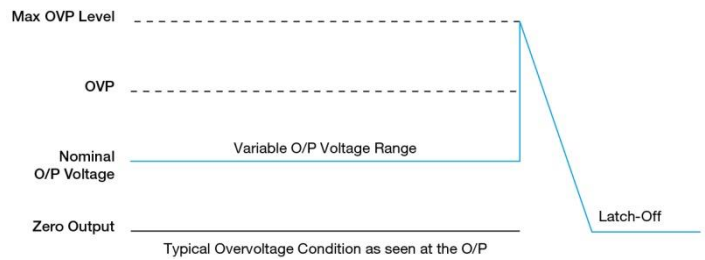 Max OVP Level
OVP
Variable O/P Voltage Range
Nominal
O/P Voltage
Latch-Off
Zero Output
Typical Overvoltage Condition as seen at the O/P